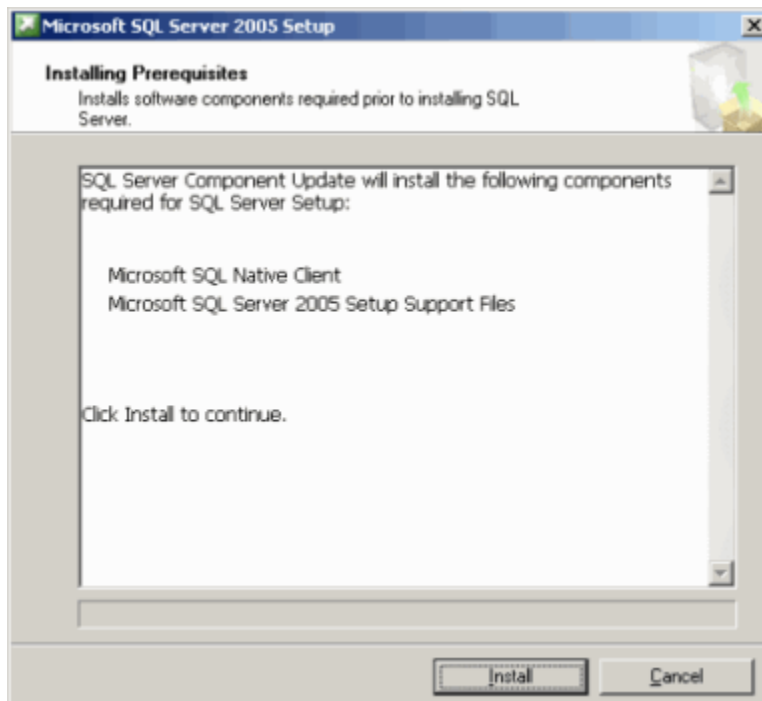 Microsoft SQL Server 2005 Setup
Installing Prerequisites
Installs software components required prior to installing SQL
Server.
SQL Server Component Update will install the following components
required for SQL Server Setup:
Microsoft SQL Native Client
Microsoft SQL Server 2005 Setup Support Files
Click Install to continue.
Install
Cancel